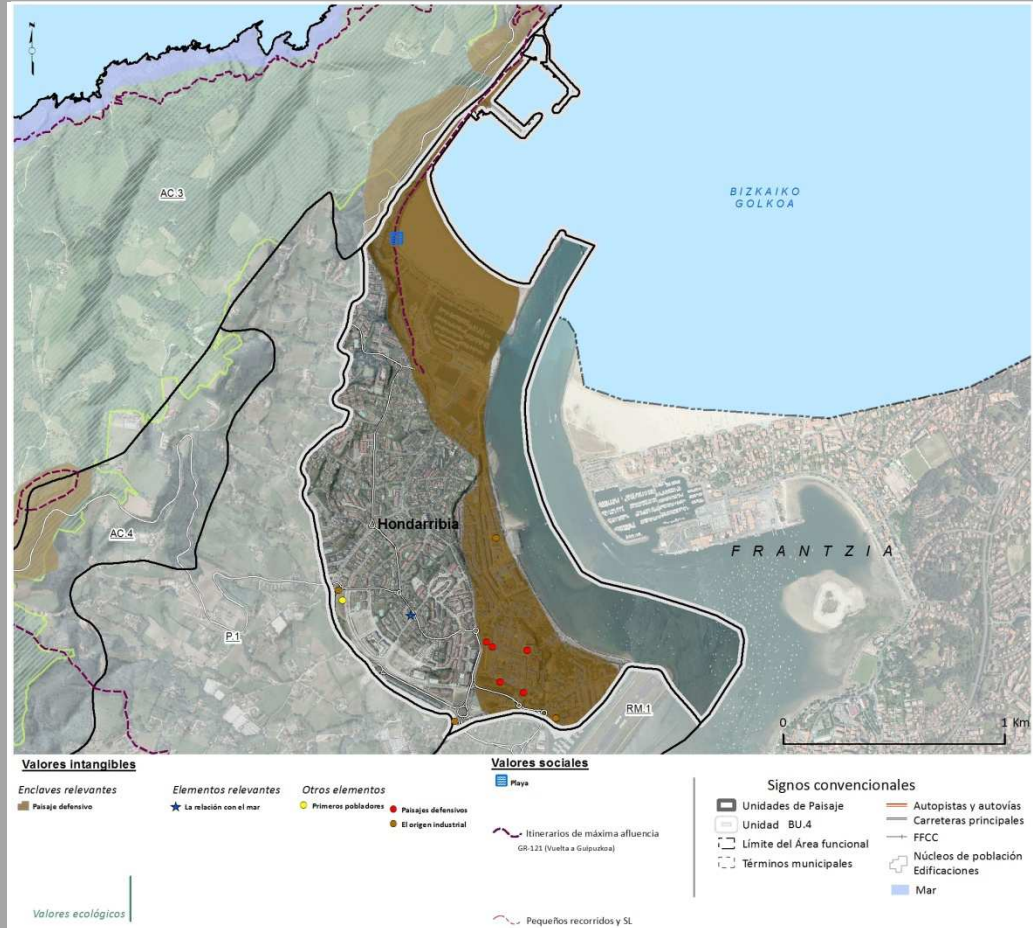 N
BIZKAIKO
GOLKOA
AC.3
Hondarribia
FRANTZIA
AC.4
P.1
RM.1
0 1 Km
Valores intangibles
Enclaves relevantes
Paisaje defensivo
Elementos relevantes
La relación con el mar
Otros elementos
Primeros pobladores
Paisajes defensivos
El origen industrial
Valores ecológicos
Valores sociales
Playa
Itinerarios de máxima afluencia
GR-121 (Vuelta a Guipuzkoa)
Pequeños recorridos y SL
Signos convencionales
Unidades de Paisaje
Unidad BU.4
Límite del Área funcional
Términos municipales
Autopistas y autovías
Carreteras principales
FFCC
Núcleos de población
Edificaciones
Mar